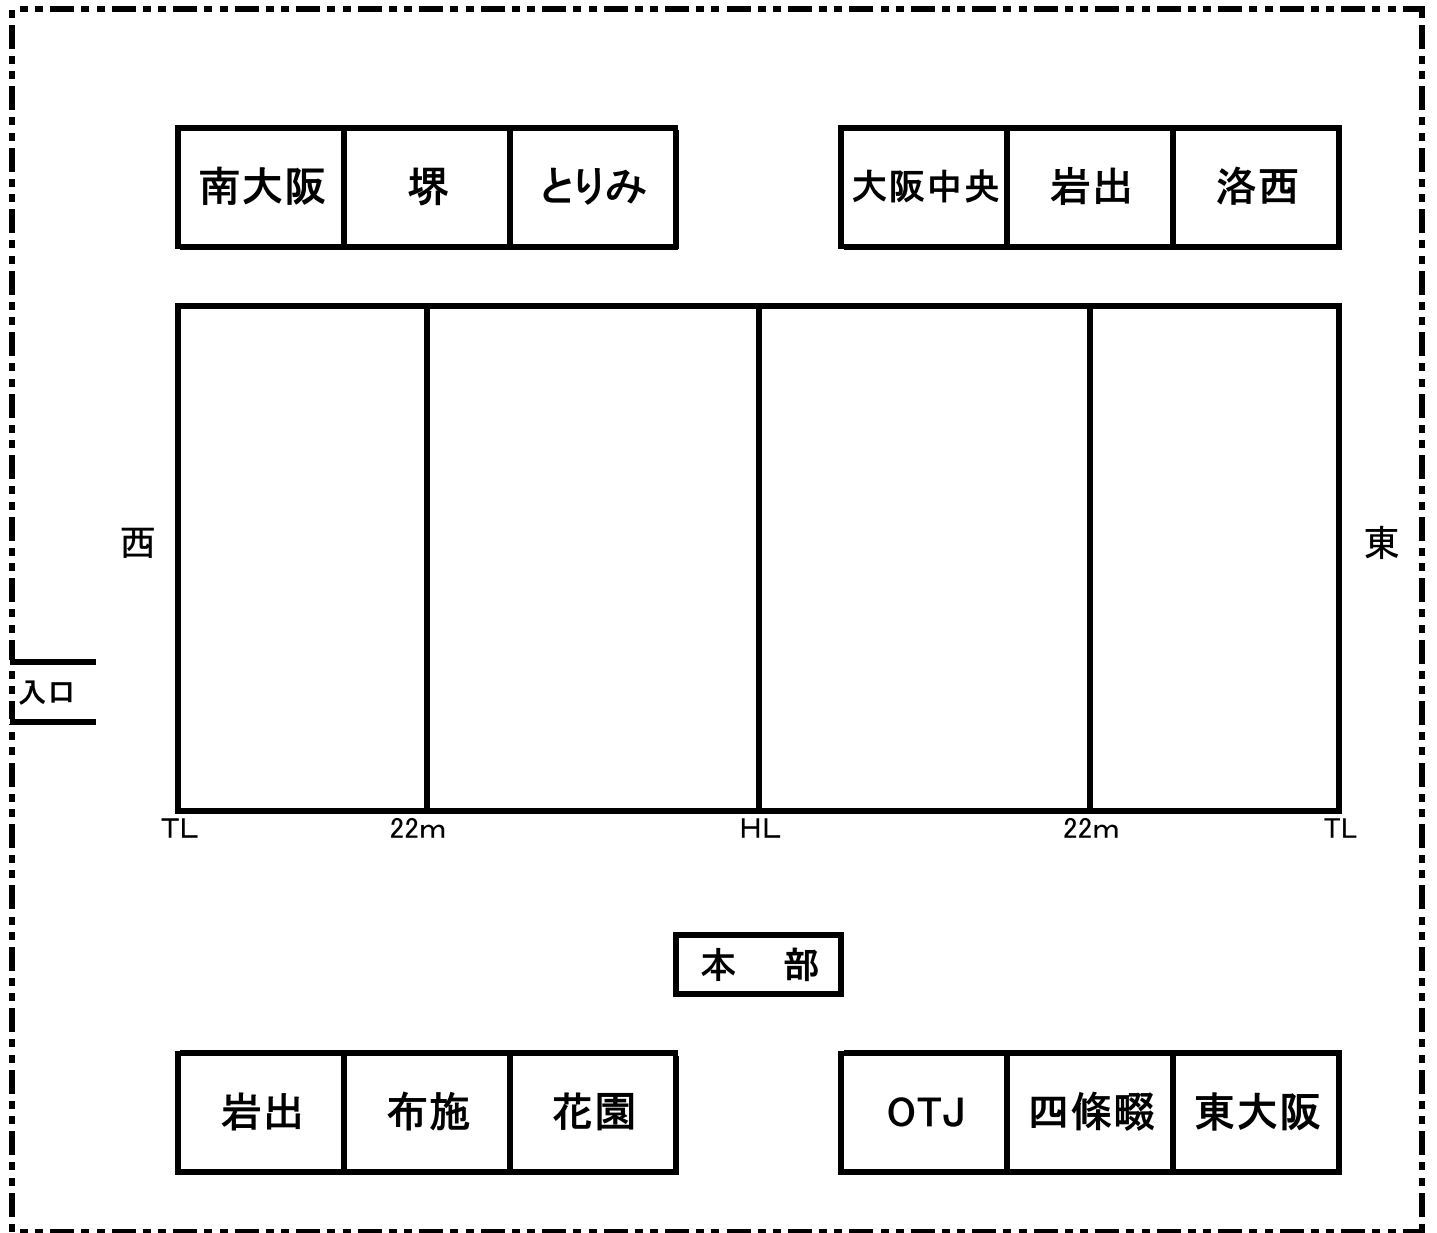 南大阪 堺 とりみ 大阪中央 岩出 洛西
西 東
入口
TL 22m HL 22m TL
本 部
岩出 布施 花園 OTJ 四條畷 東大阪